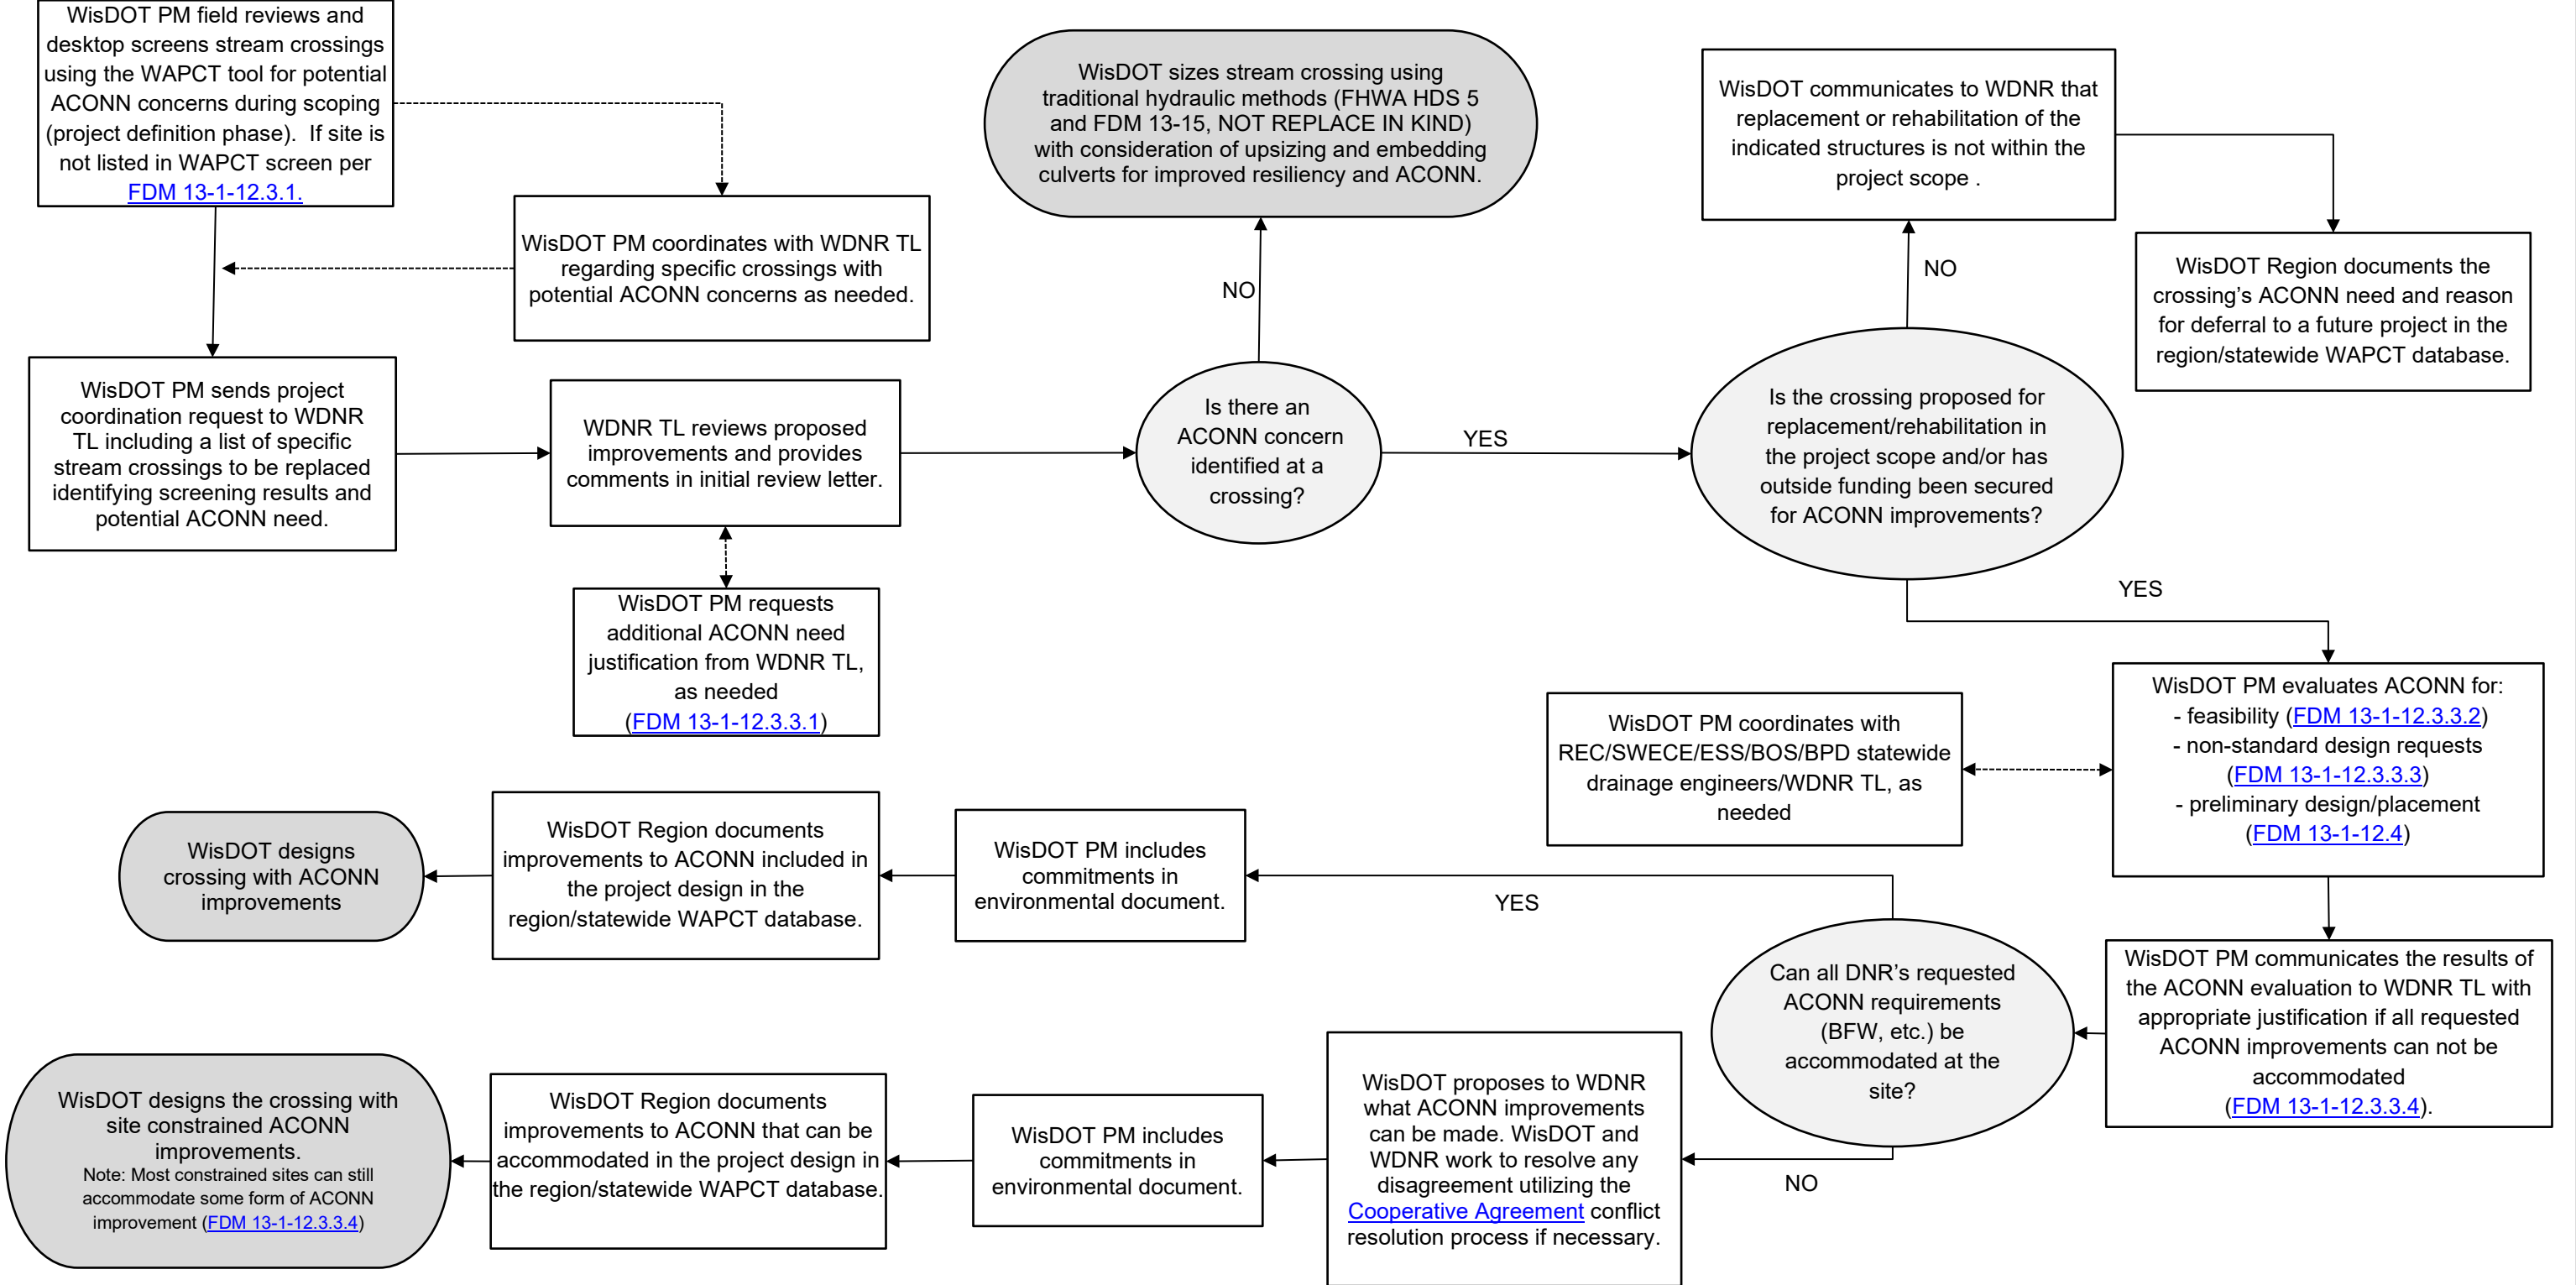 WisDOT PM field reviews and
desktop screens stream crossings
using the WAPCT tool for potential
ACONN concerns during scoping
(project definition phase).  If site is
not listed in WAPCT screen per
FDM 13-1-12.3.1.
WisDOT PM coordinates with WDNR TL
regarding specific crossings with
potential ACONN concerns as needed.
WisDOT PM sends project
coordination request to WDNR
TL including a list of specific
stream crossings to be replaced
identifying screening results and
potential ACONN need.
WDNR TL reviews proposed
improvements and provides
comments in initial review letter.
WisDOT PM requests
additional ACONN need
justification from WDNR TL,
as needed
(FDM 13-1-12.3.3.1)
Is there an
ACONN concern
identified at a
crossing?
NO
WisDOT sizes stream crossing using
traditional hydraulic methods (FHWA HDS 5
and FDM 13-15, NOT REPLACE IN KIND)
with consideration of upsizing and embedding
culverts for improved resiliency and ACONN.
YES
Is the crossing proposed for
replacement/rehabilitation in
the project scope and/or has
outside funding been secured
for ACONN improvements?
NO
WisDOT communicates to WDNR that
replacement or rehabilitation of the
indicated structures is not within the
project scope .
WisDOT Region documents the
crossing’s ACONN need and reason
for deferral to a future project in the
region/statewide WAPCT database.
YES
WisDOT PM evaluates ACONN for:
- feasibility (FDM 13-1-12.3.3.2)
- non-standard design requests
(FDM 13-1-12.3.3.3)
- preliminary design/placement
(FDM 13-1-12.4)
WisDOT PM coordinates with
REC/SWECE/ESS/BOS/BPD statewide
drainage engineers/WDNR TL, as
needed
WisDOT PM communicates the results of
the ACONN evaluation to WDNR TL with
appropriate justification if all requested
ACONN improvements can not be
accommodated
(FDM 13-1-12.3.3.4).
Can all DNR’s requested
ACONN requirements
(BFW, etc.) be
accommodated at the
site?
YES
WisDOT PM includes
commitments in
environmental document.
WisDOT Region documents
improvements to ACONN included in
the project design in the
region/statewide WAPCT database.
WisDOT designs
crossing with ACONN
improvements
NO
WisDOT proposes to WDNR
what ACONN improvements
can be made. WisDOT and
WDNR work to resolve any
disagreement utilizing the
Cooperative Agreement conflict
resolution process if necessary.
WisDOT PM includes
commitments in
environmental document.
WisDOT Region documents
improvements to ACONN that can be
accommodated in the project design in
the region/statewide WAPCT database.
WisDOT designs the crossing with
site constrained ACONN
improvements.
Note: Most constrained sites can still
accommodate some form of ACONN
improvement (FDM 13-1-12.3.3.4)